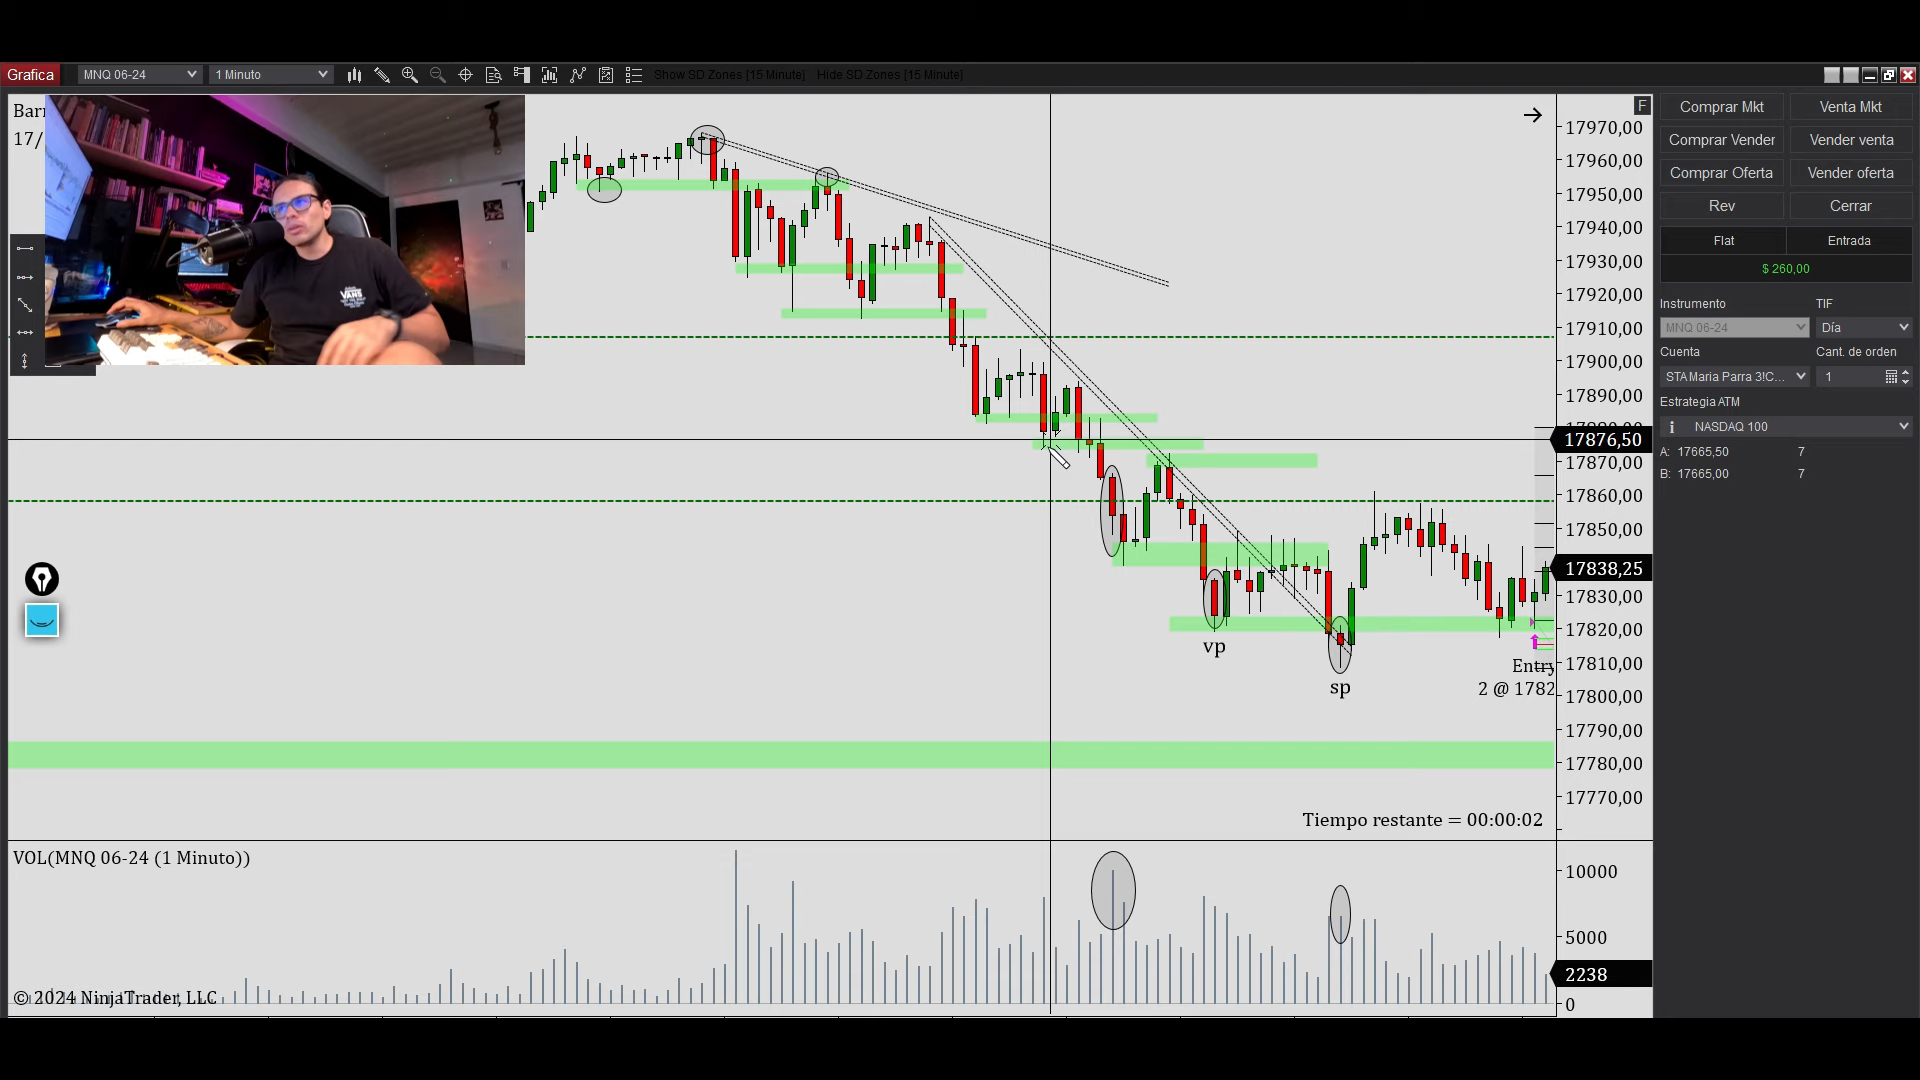 Grafica
MNQ 06-24
1 Minuto
Show SD Zones [15 Minute]
Hide SD Zones [15 Minute]
17/
F
VANS
17970,00
17960,00
17950,00
17940,00
17930,00
17920,00
17910,00
17900,00
17890,00
17876,50
17870,00
17860,00
17850,00
17838,25
17830,00
17820,00
17810,00
17800,00
17790,00
17780,00
17770,00
vp
sp
Entry
2 @ 1782
Tiempo restante = 00:00:02
VOL(MNQ 06-24 (1 Minuto))
10000
5000
2238
0
© 2024 NinjaTrader, LLC
Comprar Mkt
Venta Mkt
Comprar Vender
Vender venta
Comprar Oferta
Vender oferta
Rev
Cerrar
Flat
Entrada
$ 260,00
Instrumento
TIF
MNQ 06-24
Día
Cuenta
Cant. de orden
STAMaria Parra 3!C...
1
Estrategia ATM
NASDAQ 100
A: 17665,50 7
B: 17665,00 7